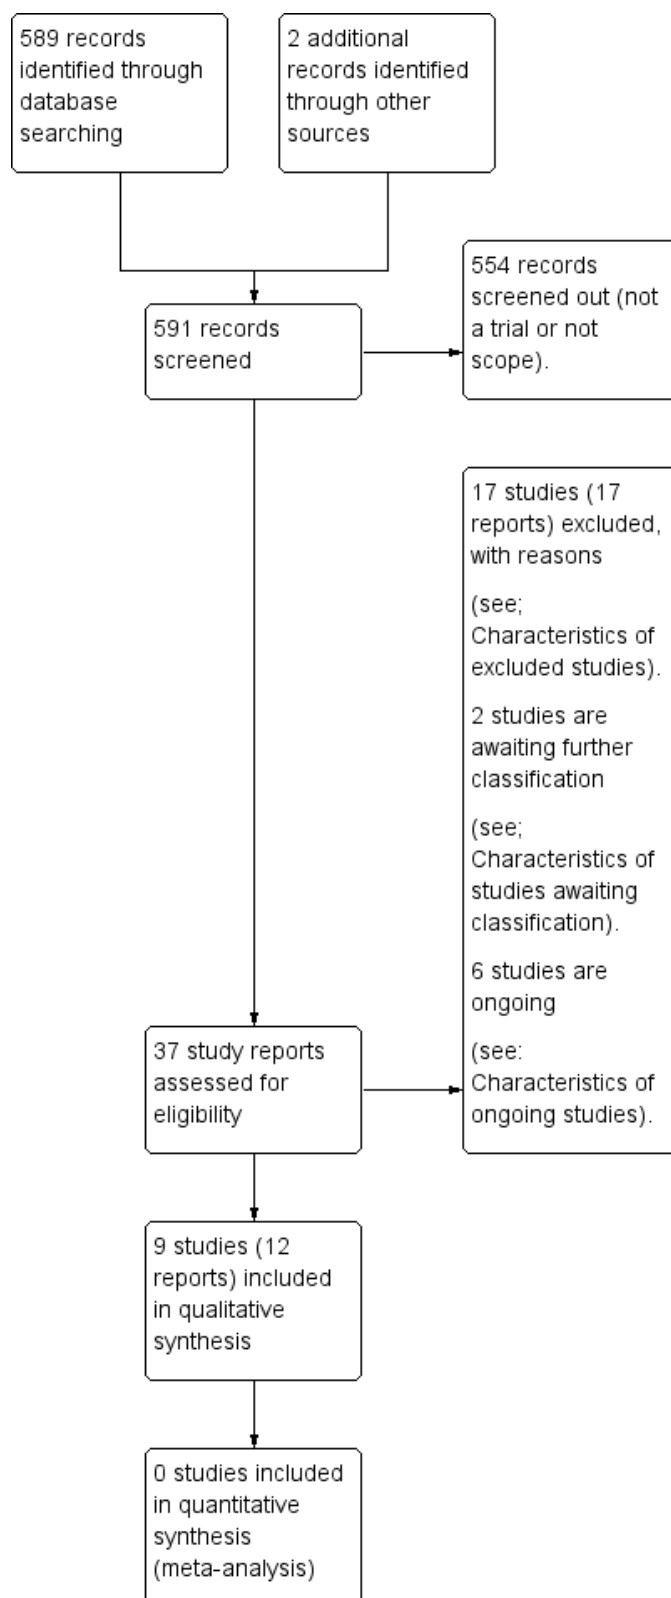 589 records
identified through
database
searching
2 additional
records identified
through other
sources
591 records
screened
554 records
screened out (not
a trial or not
scope).
17 studies (17
reports) excluded,
with reasons
(see;
Characteristics of
excluded studies).
2 studies are
awaiting further
classification
(see;
Characteristics of
studies awaiting
classification).
6 studies are
ongoing
(see:
Characteristics of
ongoing studies).
37 study reports
assessed for
eligibility
9 studies (12
reports) included
in qualitative
synthesis
0 studies included
in quantitative
synthesis
(meta-analysis)